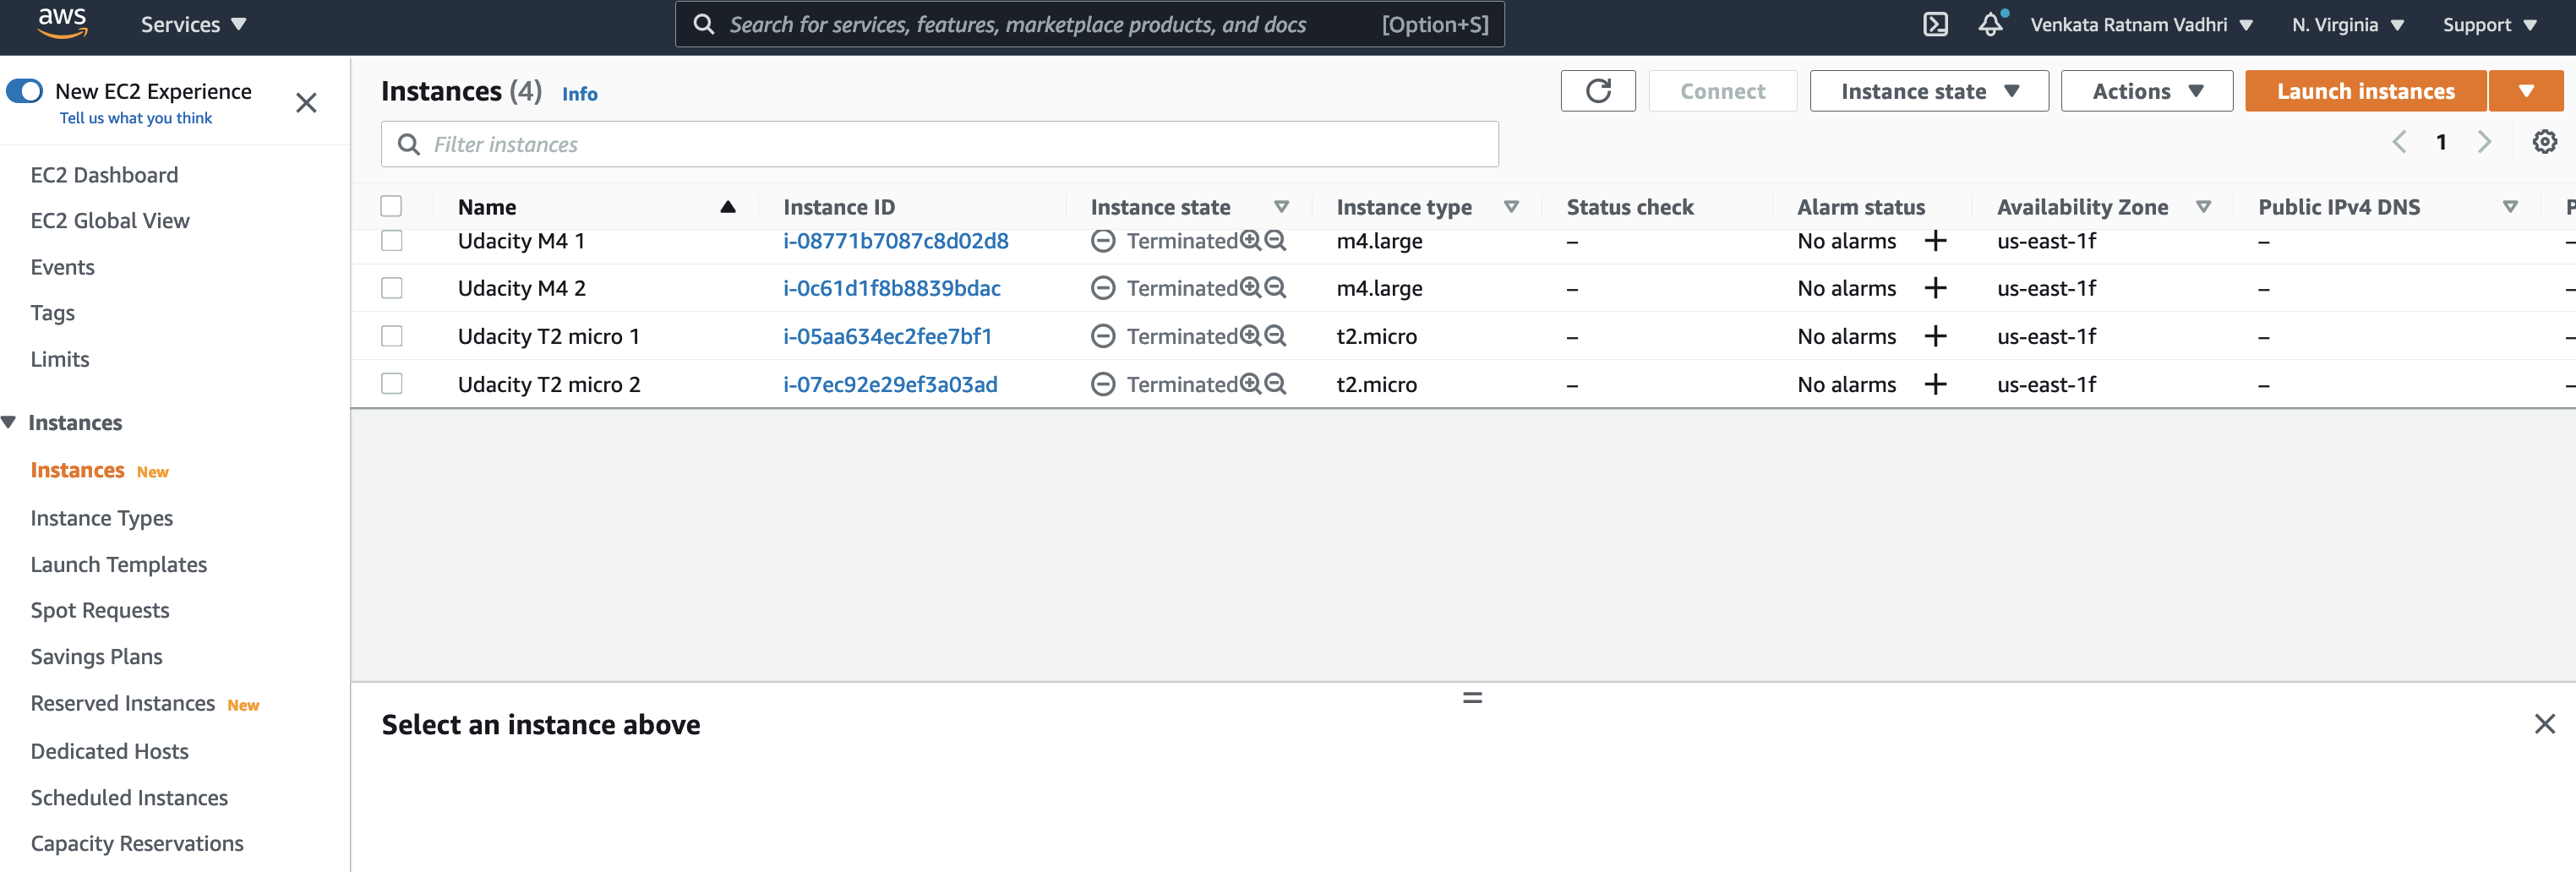 aws Services Search for services, features, marketplace products, and docs [Option+S] Venkata Ratnam Vadhri N. Virginia Support
New EC2 Experience
Tell us what you think
EC2 Dashboard
EC2 Global View
Events
Tags
Limits
Instances
Instances New
Instance Types
Launch Templates
Spot Requests
Savings Plans
Reserved Instances New
Dedicated Hosts
Scheduled Instances
Capacity Reservations
Instances (4) Info Connect Instance state Actions Launch instances
Filter instances 1
Name Instance ID Instance state Instance type Status check Alarm status Availability Zone Public IPv4 DNS
Udacity M4 1 i-08771b7087c8d02d8 Terminated m4.large – No alarms + us-east-1f –
Udacity M4 2 i-0c61d1f8b8839bdac Terminated m4.large – No alarms + us-east-1f –
Udacity T2 micro 1 i-05aa634ec2fee7bf1 Terminated t2.micro – No alarms + us-east-1f –
Udacity T2 micro 2 i-07ec92e29ef3a03ad Terminated t2.micro – No alarms + us-east-1f –
Select an instance above